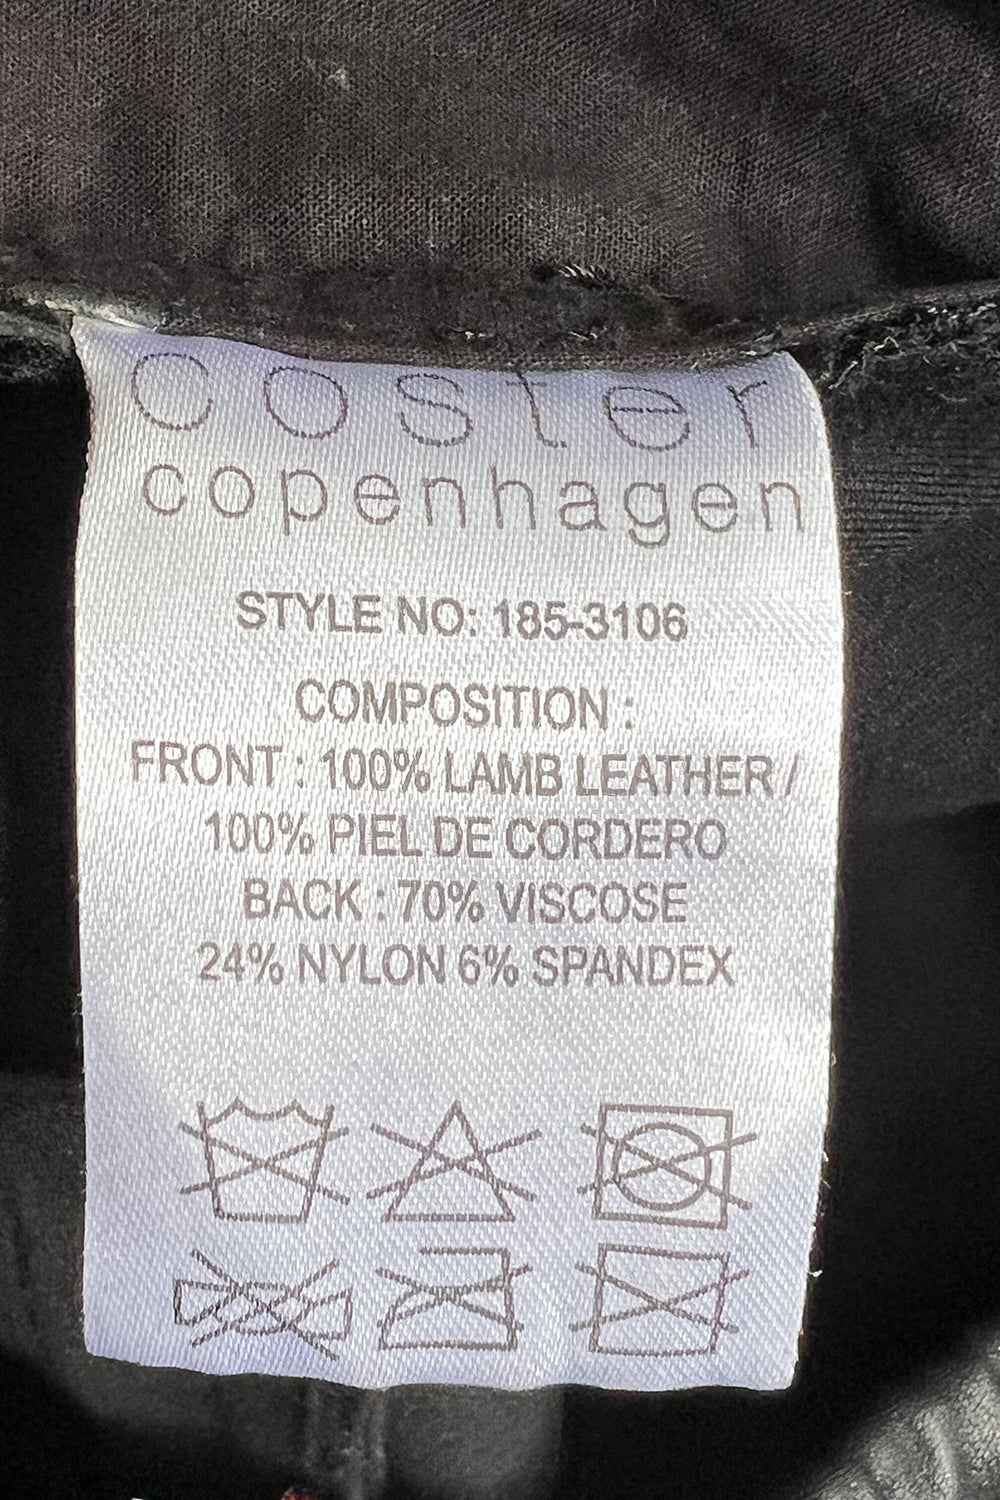 coster
copenhagen
STYLE NO: 185-3106
COMPOSITION :
FRONT : 100% LAMB LEATHER /
100% PIEL DE CORDERO
BACK : 70% VISCOSE
24% NYLON 6% SPANDEX